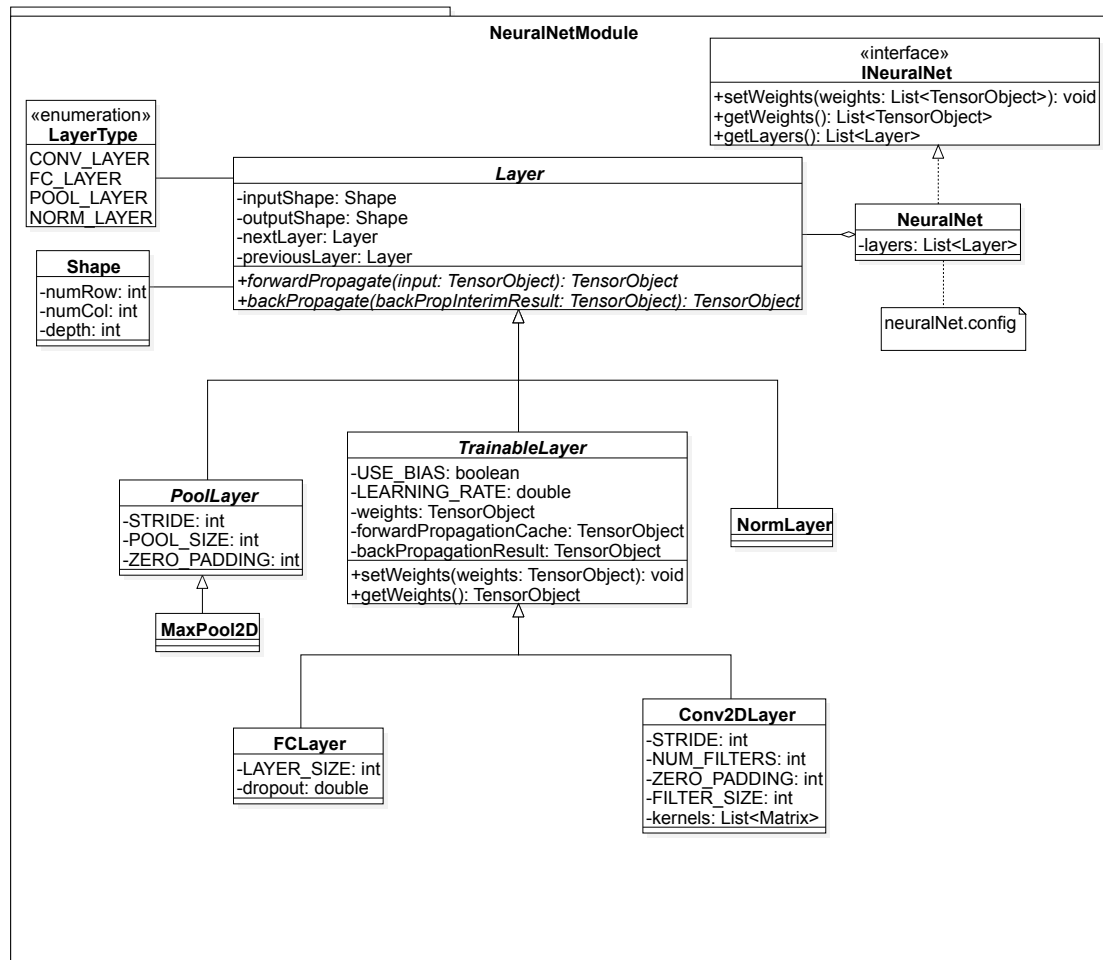 NeuralNetModule
«interface»
INeuralNet
+setWeights(weights: List<TensorObject>): void
+getWeights(): List<TensorObject>
+getLayers(): List<Layer>
«enumeration»
LayerType
CONV_LAYER
FC_LAYER
POOL_LAYER
NORM_LAYER
Layer
-inputShape: Shape
-outputShape: Shape
-nextLayer: Layer
-previousLayer: Layer
+forwardPropagate(input: TensorObject): TensorObject
+backPropagate(backPropInterimResult: TensorObject): TensorObject
NeuralNet
-layers: List<Layer>
Shape
-numRow: int
-numCol: int
-depth: int
neuralNet.config
TrainableLayer
-USE_BIAS: boolean
-LEARNING_RATE: double
-weights: TensorObject
-forwardPropagationCache: TensorObject
-backPropagationResult: TensorObject
+setWeights(weights: TensorObject): void
+getWeights(): TensorObject
PoolLayer
-STRIDE: int
-POOL_SIZE: int
-ZERO_PADDING: int
NormLayer
MaxPool2D
FCLayer
-LAYER_SIZE: int
-dropout: double
Conv2DLayer
-STRIDE: int
-NUM_FILTERS: int
-ZERO_PADDING: int
-FILTER_SIZE: int
-kernels: List<Matrix>